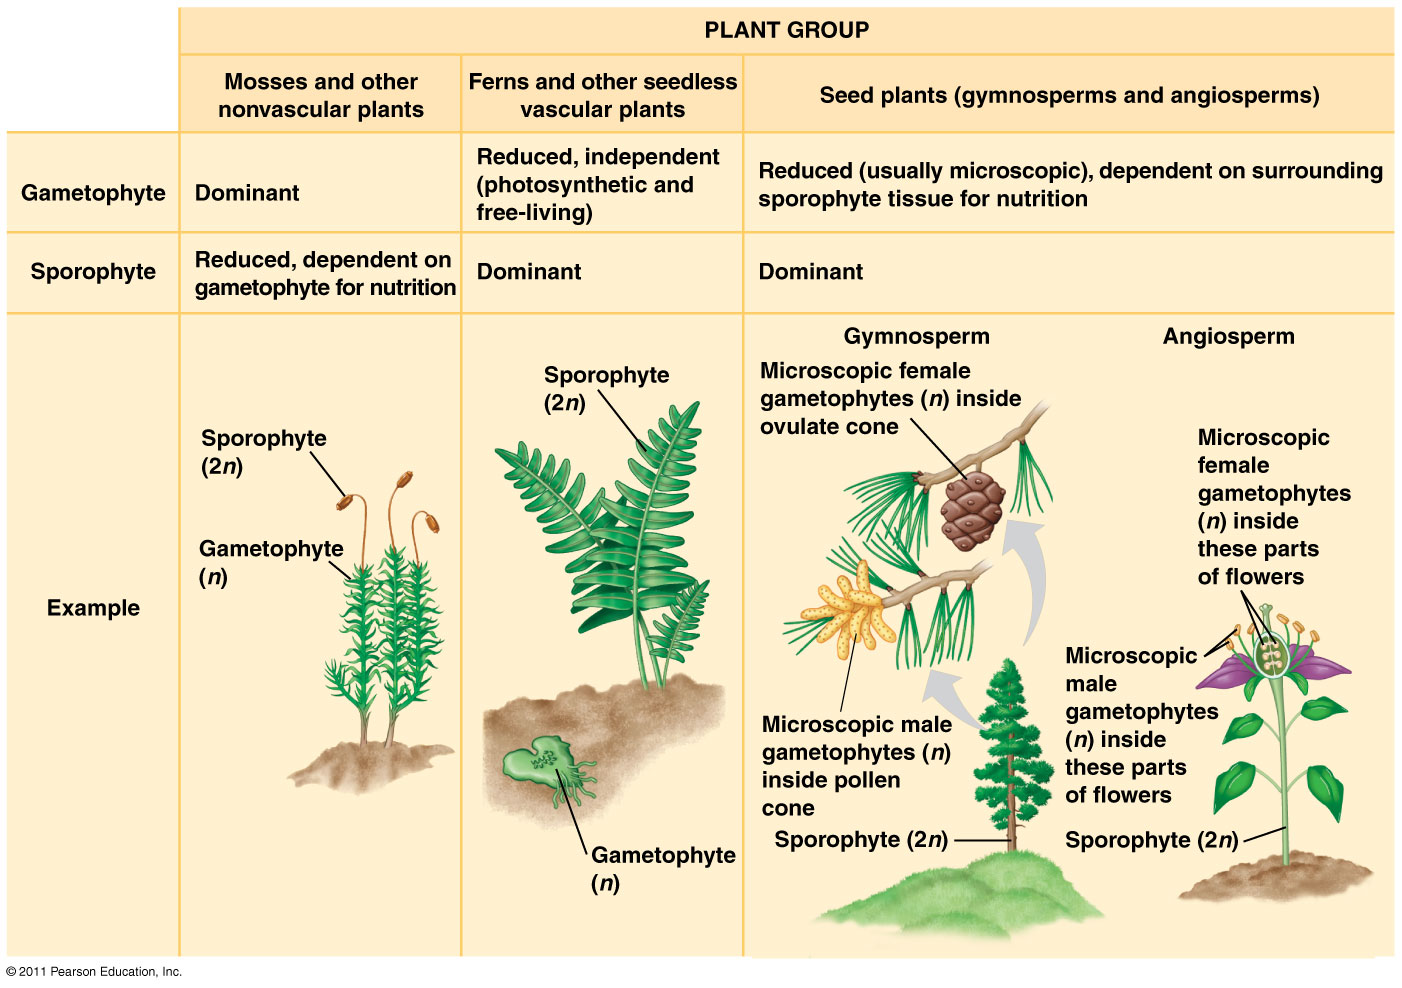 PLANT GROUP
Mosses and other
nonvascular plants
Ferns and other seedless
vascular plants
Seed plants (gymnosperms and angiosperms)
Gametophyte
Dominant
Reduced, independent
(photosynthetic and
free-living)
Reduced (usually microscopic), dependent on surrounding
sporophyte tissue for nutrition
Sporophyte
Reduced, dependent on
gametophyte for nutrition
Dominant
Dominant
Example
Sporophyte
(2n)
Gametophyte
(n)
Sporophyte
(2n)
Gametophyte
(n)
Gymnosperm
Microscopic female
gametophytes (n) inside
ovulate cone
Microscopic male
gametophytes (n)
inside pollen
cone
Sporophyte (2n)
Angiosperm
Microscopic
female
gametophytes
(n) inside
these parts
of flowers
Microscopic
male
gametophytes
(n) inside
these parts
of flowers
Sporophyte (2n)
© 2011 Pearson Education, Inc.